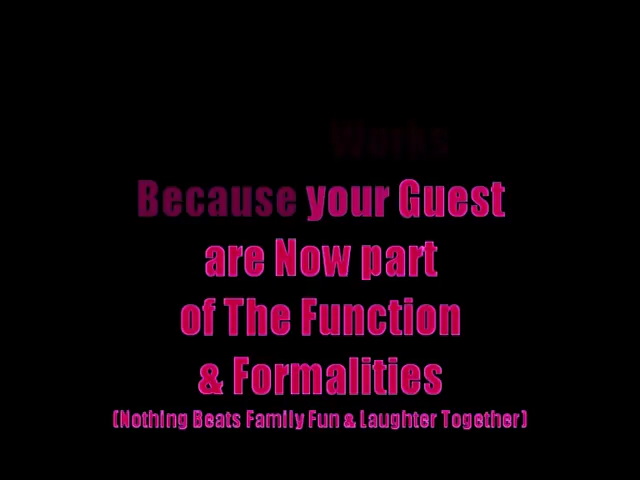 Works
Because your Guest
are Now part
of The Function
& Formalities
(Nothing Beats Family Fun & Laughter Together)